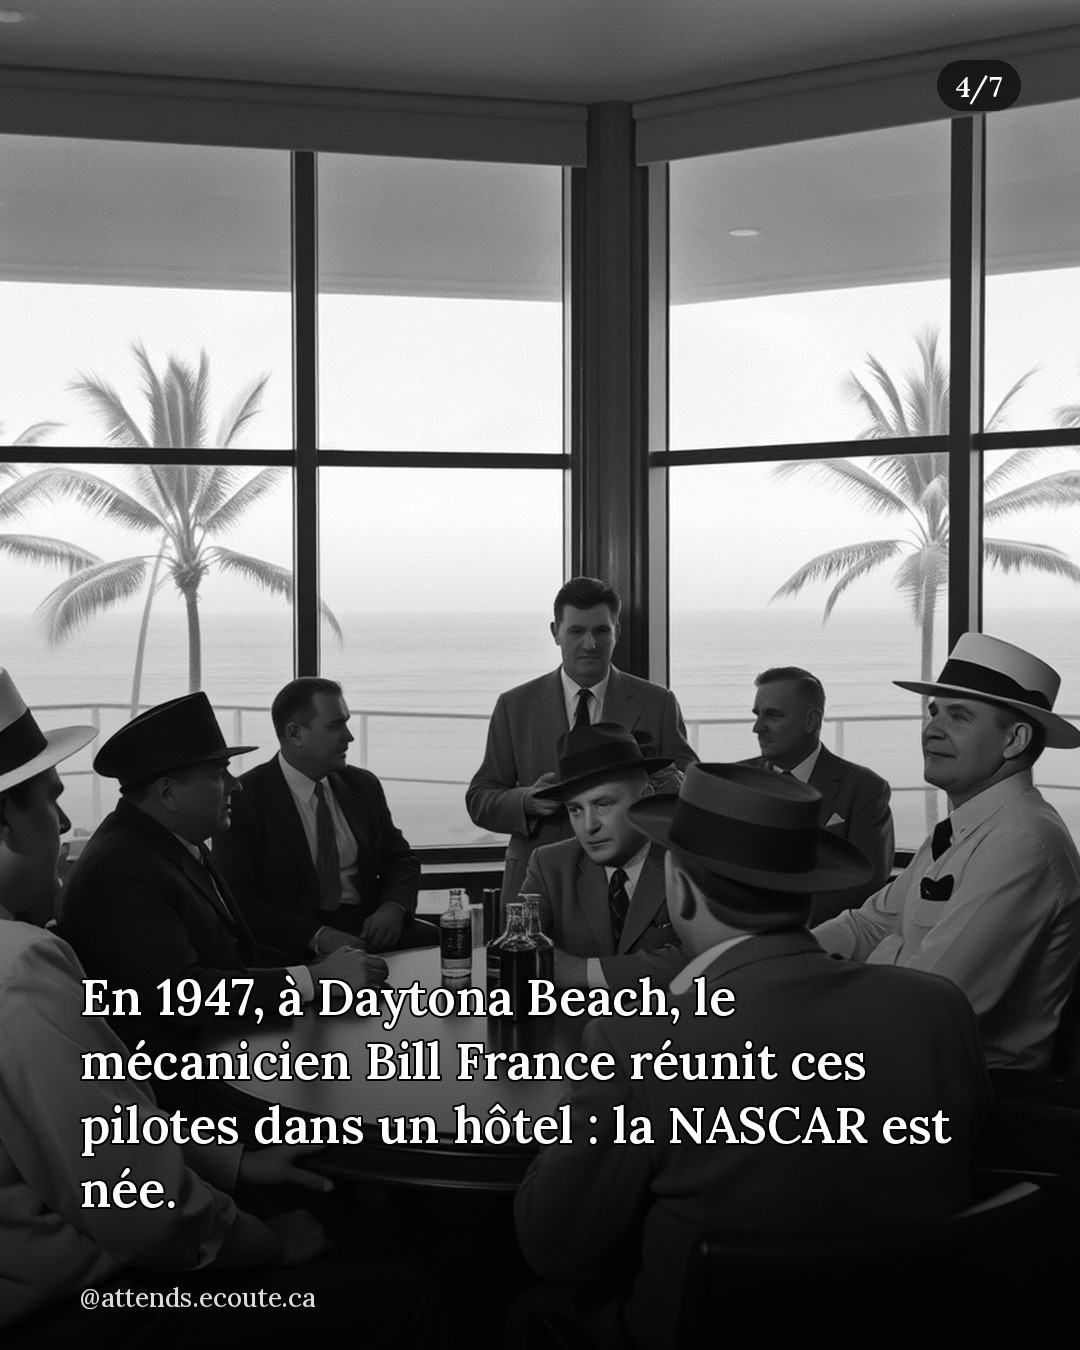 4/7
En 1947, à Daytona Beach, le
mécanicien Bill France réunit ces
pilotes dans un hôtel : la NASCAR est
née.
@attends.ecoute.ca